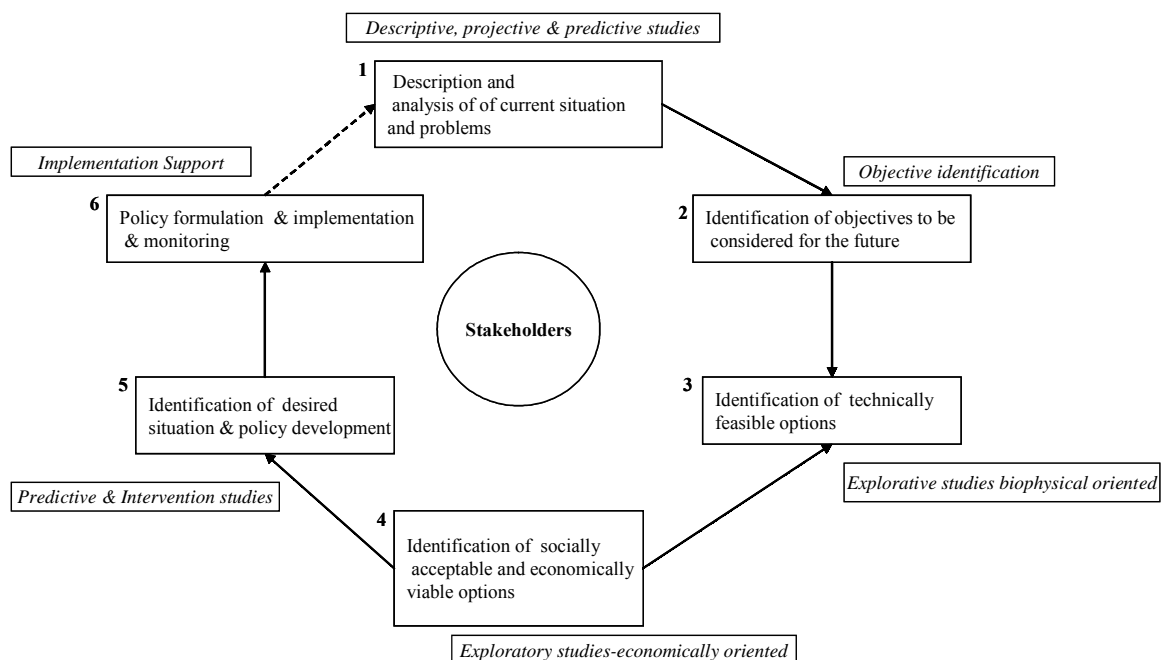 Descriptive, projective & predictive studies
1
Description and
analysis of of current situation
and problems
Implementation Support
Objective identification
6
Policy formulation & implementation
& monitoring
2
Identification of objectives to be
considered for the future
Stakeholders
5
Identification of desired
situation & policy development
3
Identification of technically
feasible options
Predictive & Intervention studies
Explorative studies biophysical oriented
4
Identification of socially
acceptable and economically
viable options
Exploratory studies-economically oriented